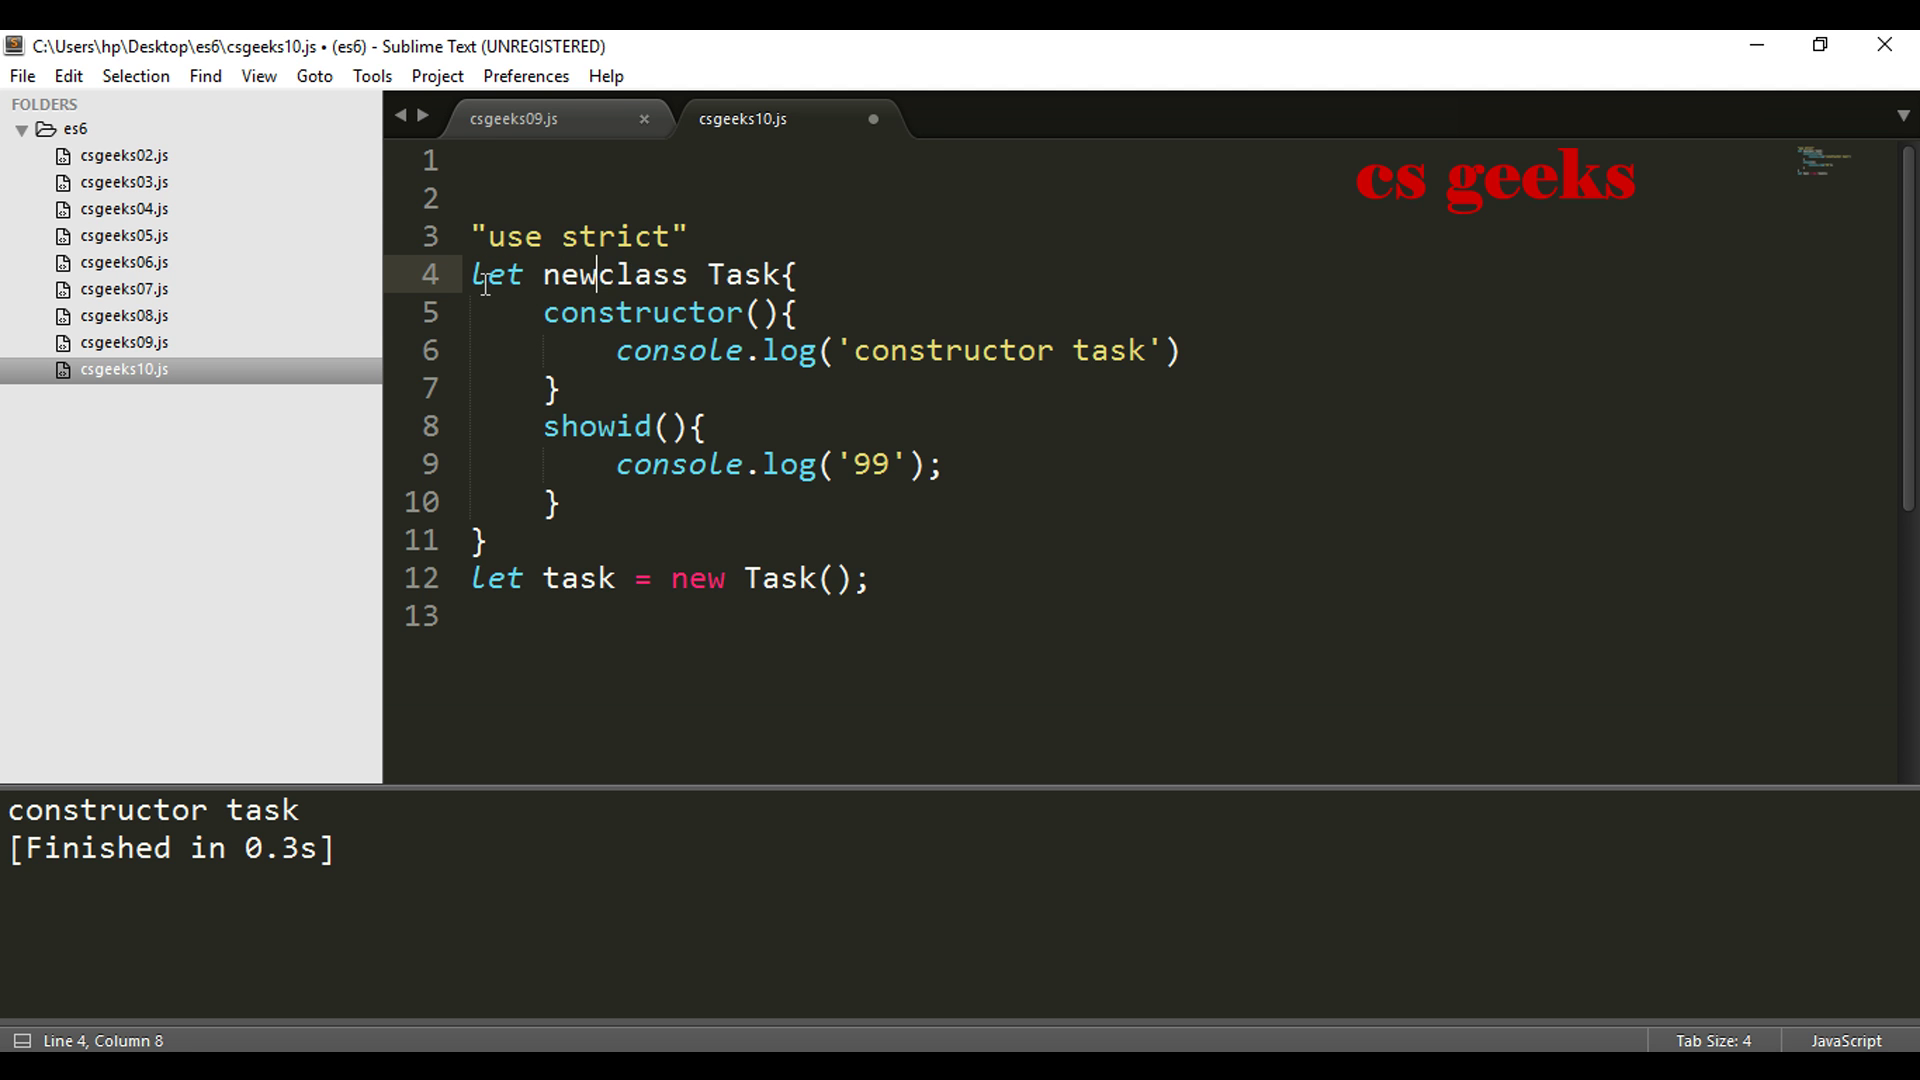 C:\Users\hp\Desktop\es6\csgeeks10.js • (es6) - Sublime Text (UNREGISTERED)
File Edit Selection Find View Goto Tools Project Preferences Help
FOLDERS
es6
csgeeks02.js
csgeeks03.js
csgeeks04.js
csgeeks05.js
csgeeks06.js
csgeeks07.js
csgeeks08.js
csgeeks09.js
csgeeks10.js
csgeeks09.js × csgeeks10.js
cs geeks
1
2
3 "use strict"
4 let newclass Task{
5 constructor(){
6 console.log('constructor task')
7 }
8 showid(){
9 console.log('99');
10 }
11 }
12 let task = new Task();
13
constructor task
[Finished in 0.3s]
Line 4, Column 8 Tab Size: 4 JavaScript